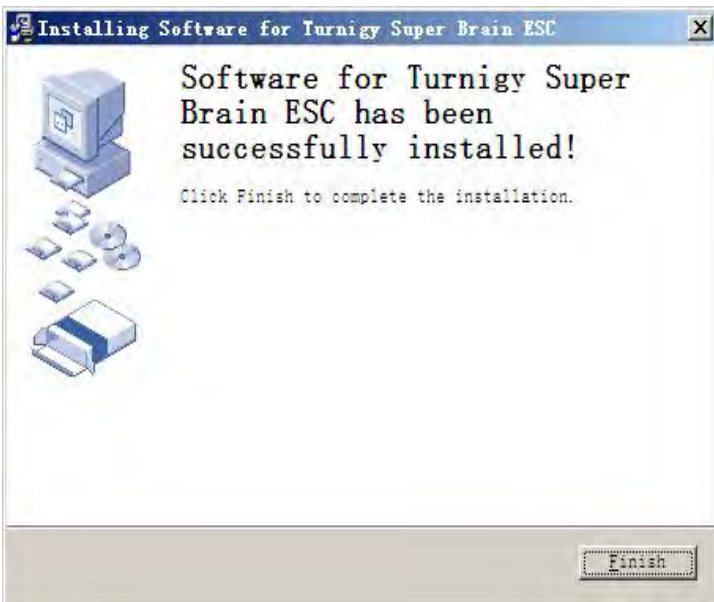 Installing Software for Turnigy Super Brain ESC
Software for Turnigy Super
Brain ESC has been
successfully installed!
Click Finish to complete the installation.
Finish